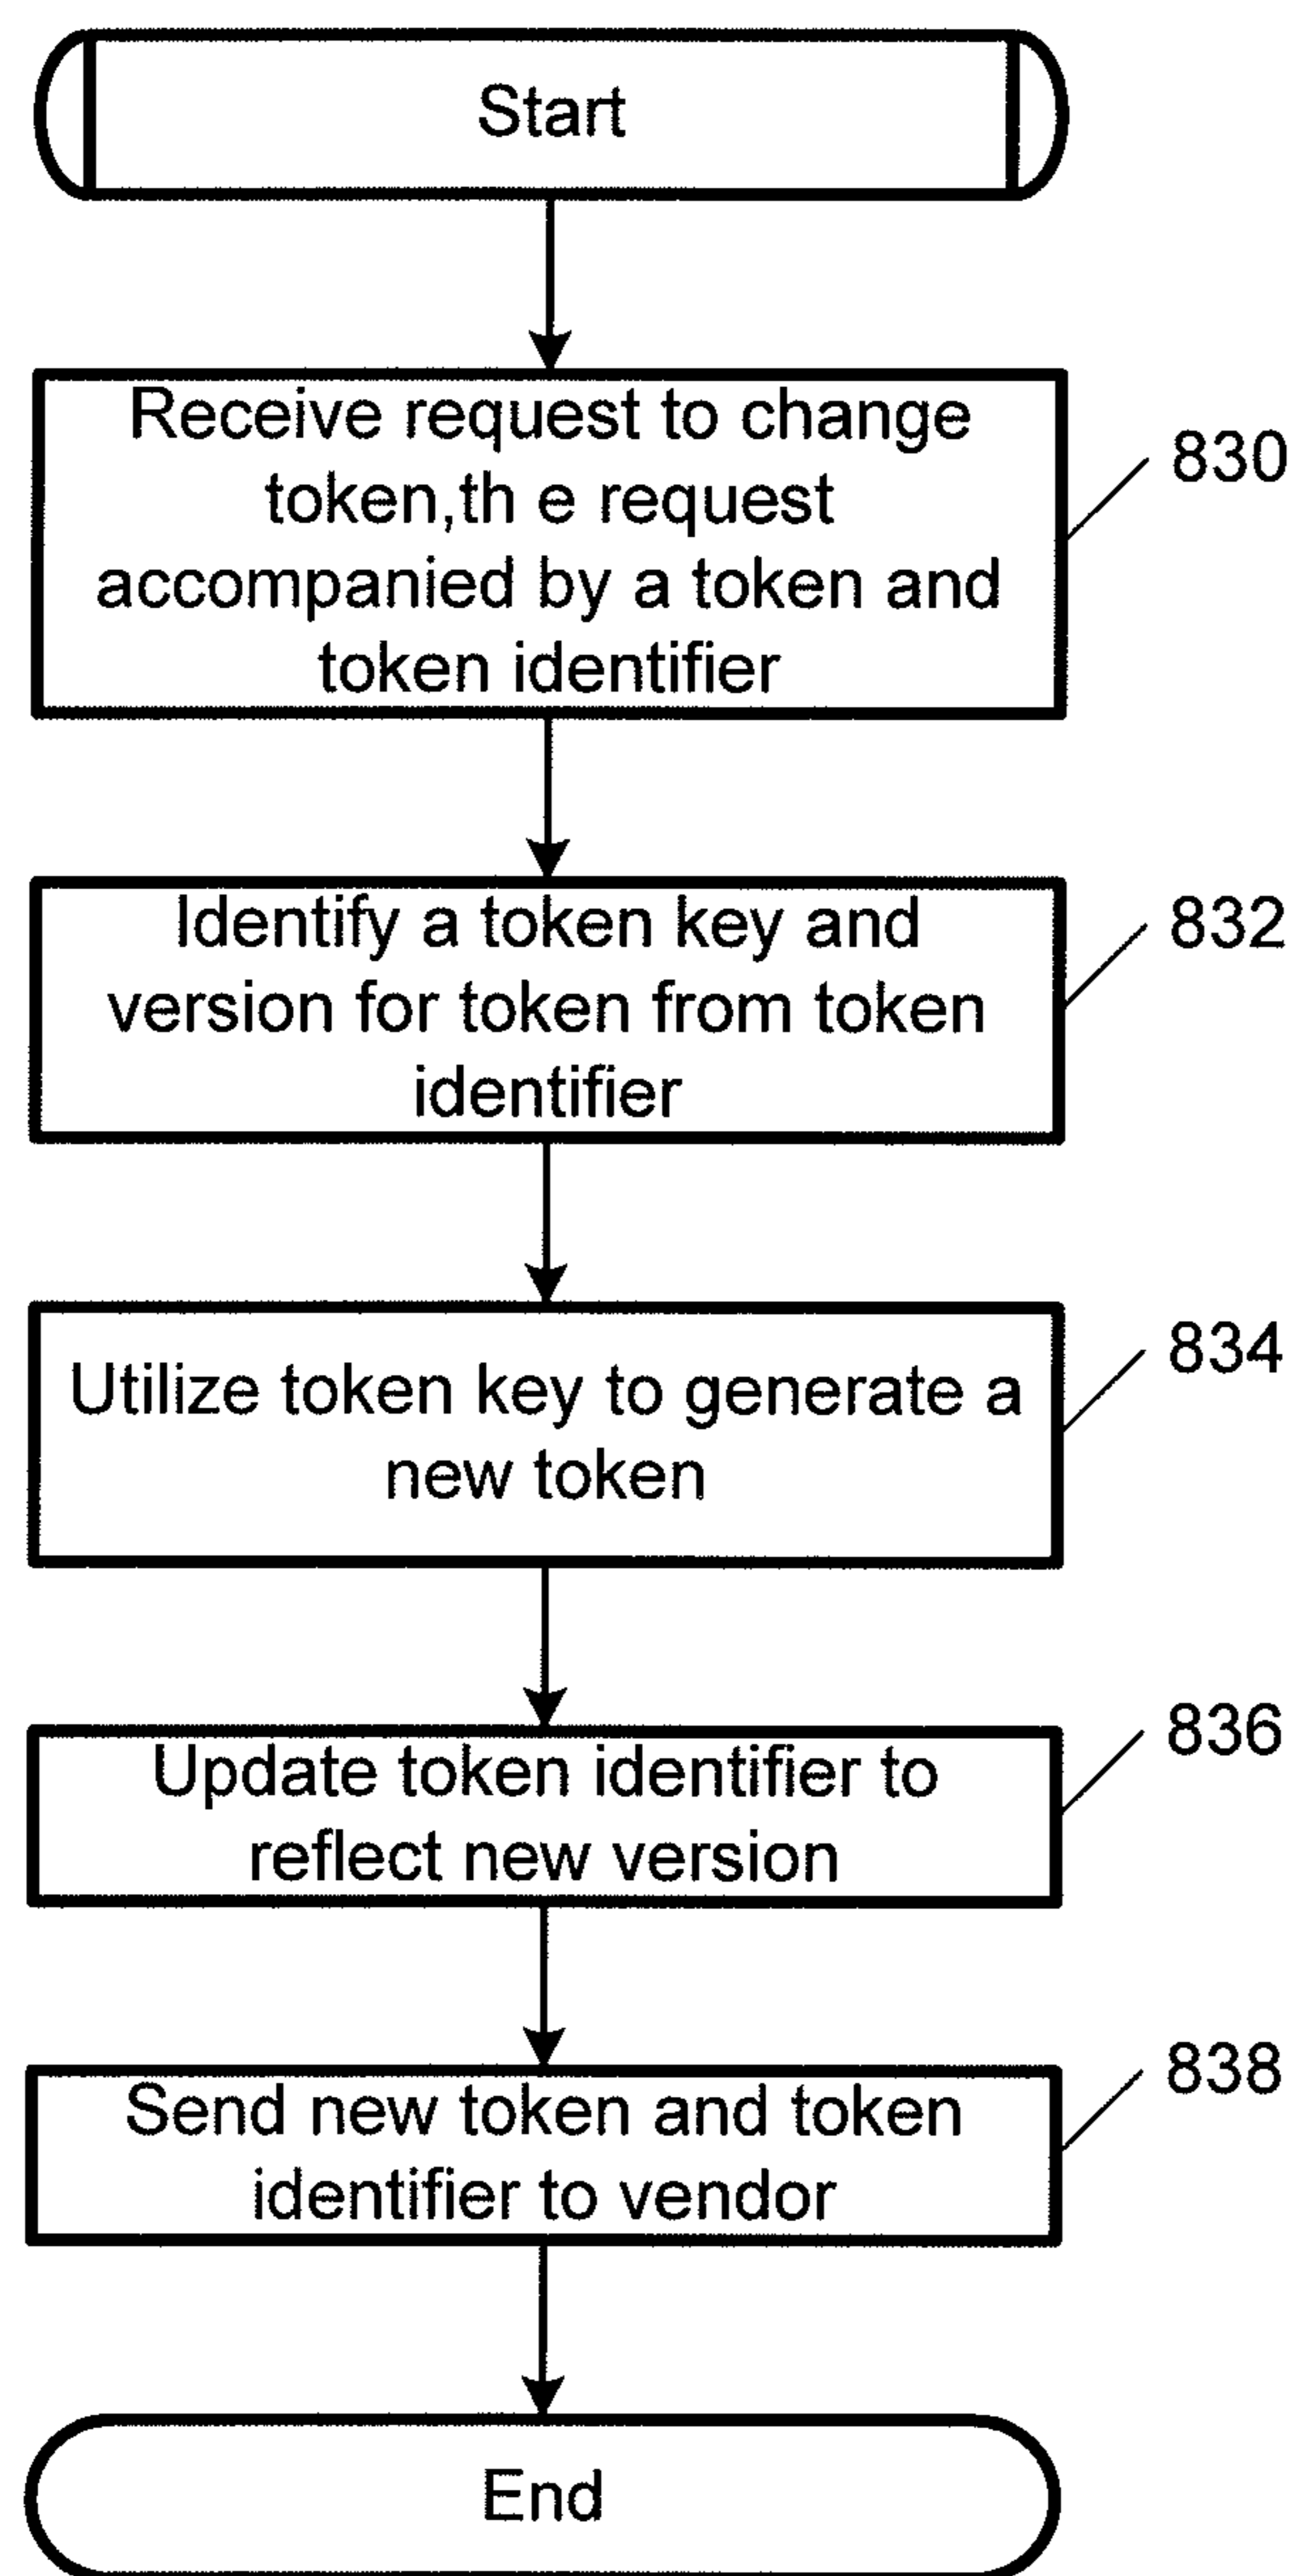 Start
Receive request to change
token,th e request
accompanied by a token and
token identifier
830
Identify a token key and
version for token from token
identifier
832
Utilize token key to generate a
new token
834
Update token identifier to
reflect new version
836
Send new token and token
identifier to vendor
838
End